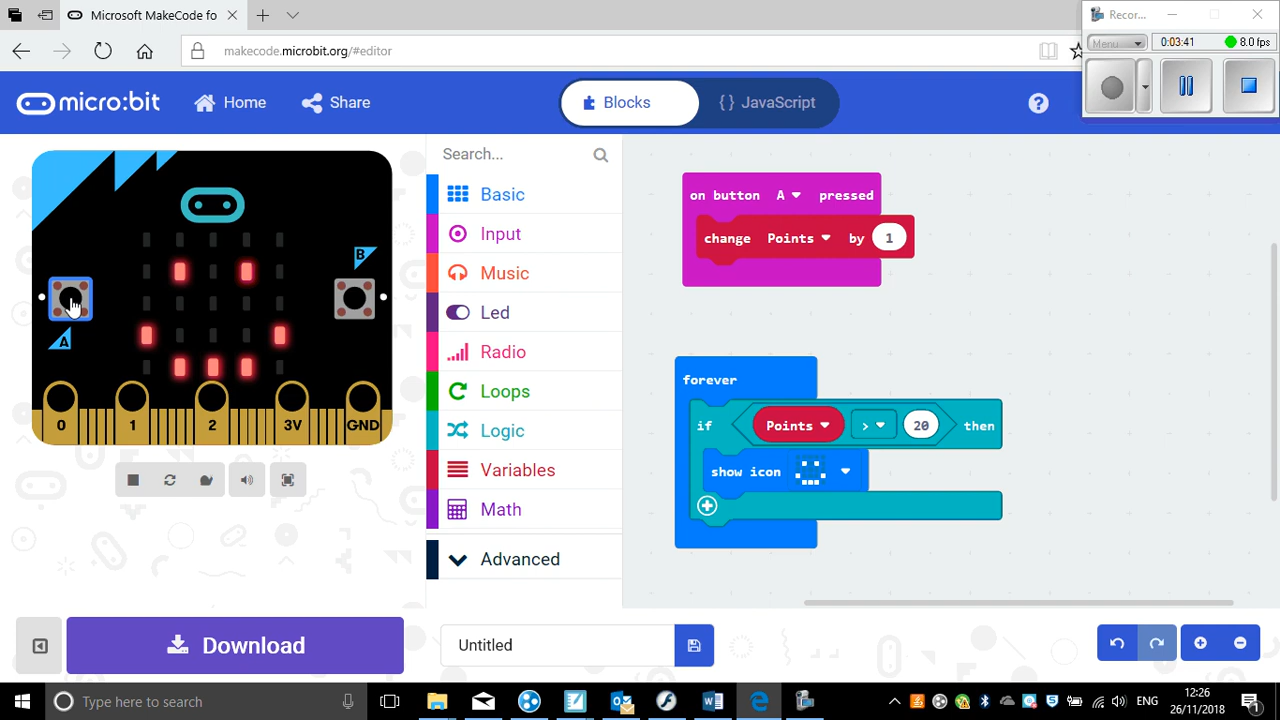 Microsoft MakeCode fo
Recor...
makecode.microbit.org/#editor
Menu
0:03:41
8.0 fps
micro:bit
Home
Share
Blocks
{ } JavaScript
?
Search...
Basic
Input
Music
Led
Radio
Loops
Logic
Variables
Math
Advanced
B
A
0
1
2
3V
GND
on button A pressed
change Points by 1
forever
if Points > 20 then
show icon
Download
Untitled
Type here to search
ENG
12:26
26/11/2018